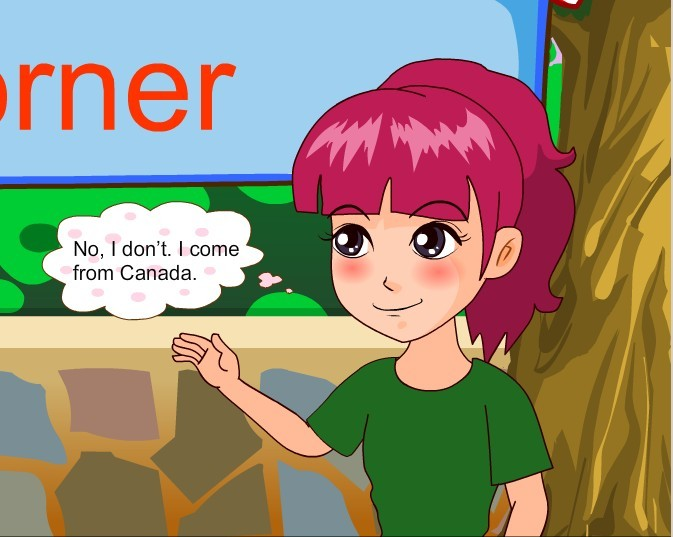 orner
No, I don't. I come
from Canada.